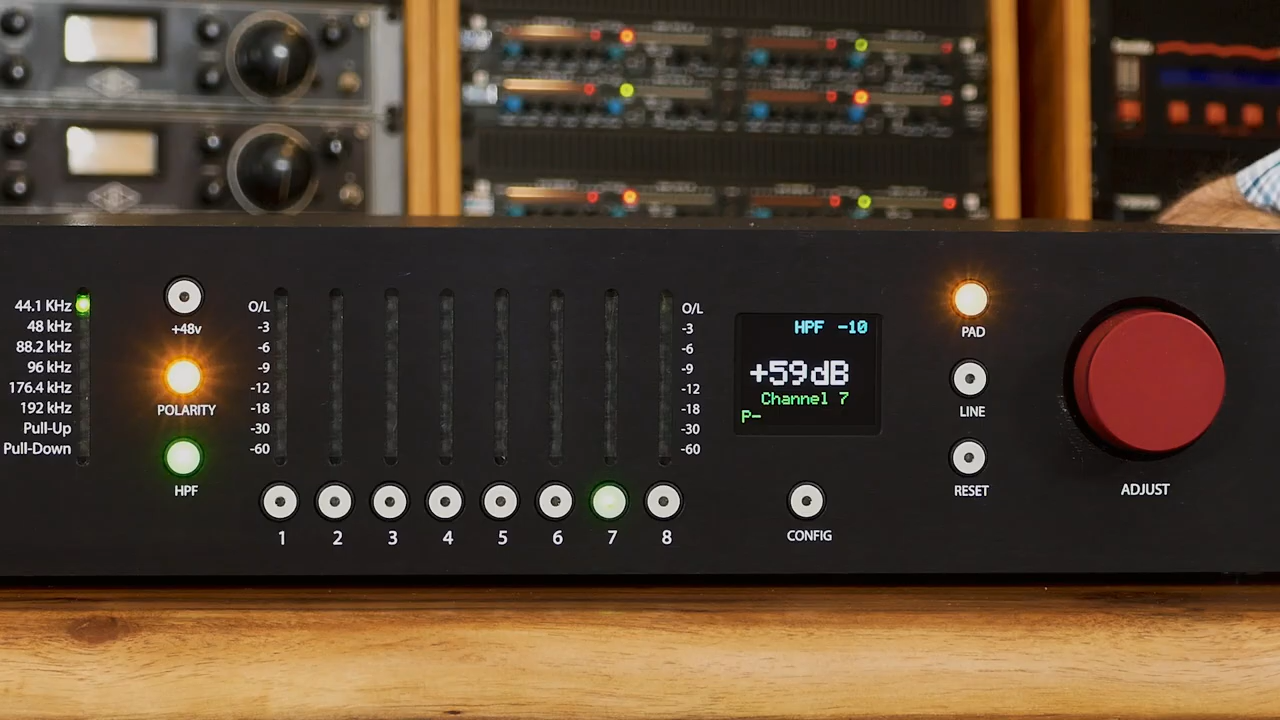 44.1 KHz
48 kHz
88.2 kHz
96 kHz
176.4 kHz
192 kHz
Pull-Up
Pull-Down
+48v
POLARITY
HPF
O/L
-3
-6
-9
-12
-18
-30
-60
1 2 3 4 5 6 7 8
O/L
-3
-6
-9
-12
-18
-30
-60
HPF -10
+59dB
Channel 7
P-
CONFIG
PAD
LINE
RESET
ADJUST